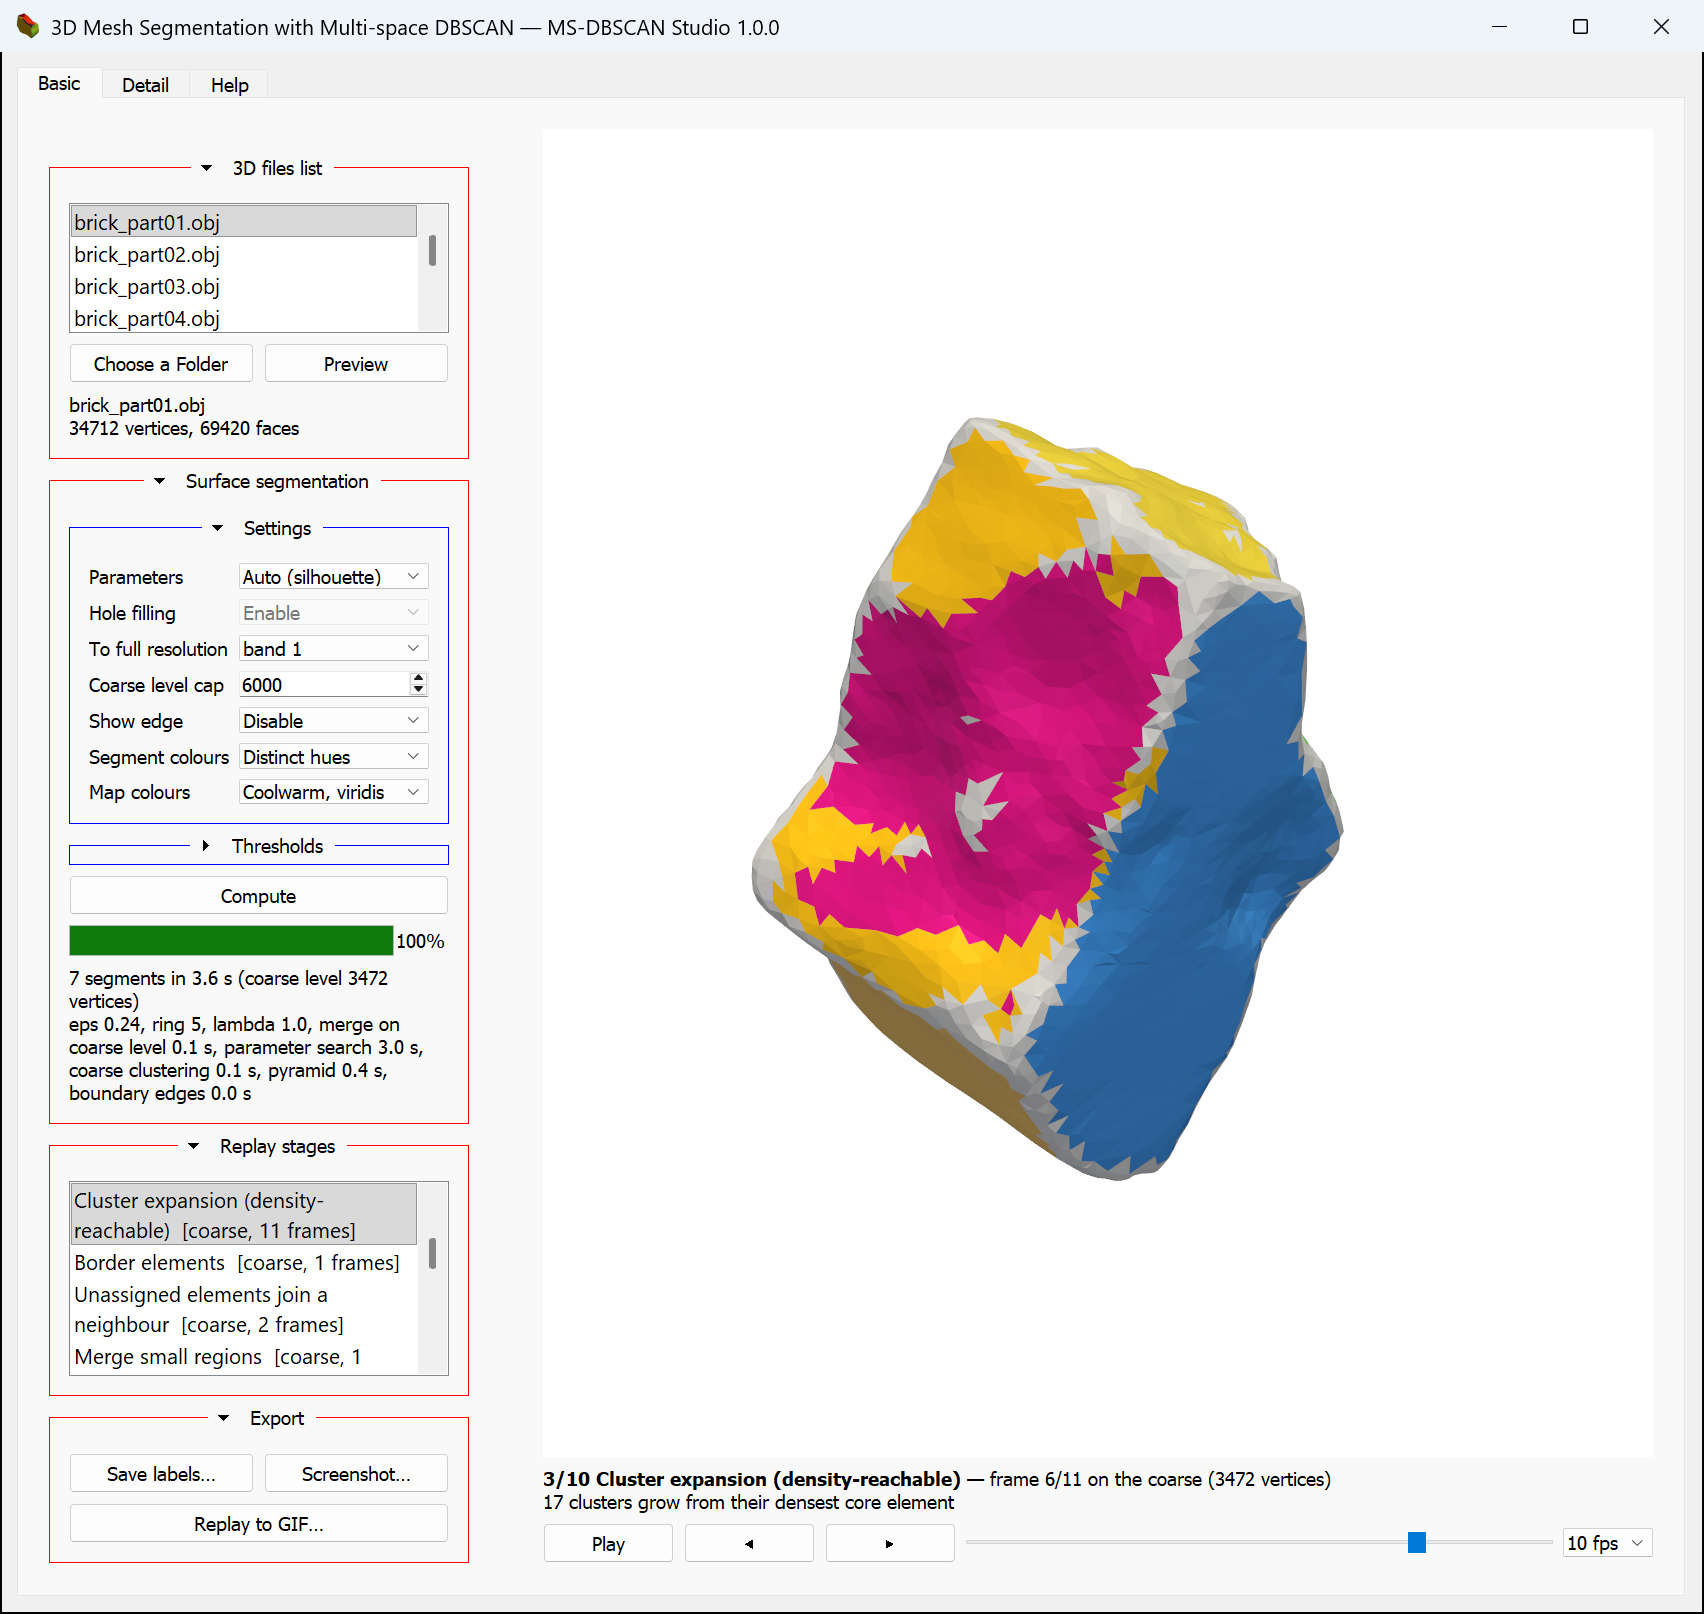 3D Mesh Segmentation with Multi-space DBSCAN — MS-DBSCAN Studio 1.0.0
Basic
Detail
Help
3D files list
brick_part01.obj
brick_part02.obj
brick_part03.obj
brick_part04.obj
Choose a Folder
Preview
brick_part01.obj
34712 vertices, 69420 faces
Surface segmentation
Settings
Parameters
Auto (silhouette)
Hole filling
Enable
To full resolution
band 1
Coarse level cap
6000
Show edge
Disable
Segment colours
Distinct hues
Map colours
Coolwarm, viridis
Thresholds
Compute
100%
7 segments in 3.6 s (coarse level 3472
vertices)
eps 0.24, ring 5, lambda 1.0, merge on
coarse level 0.1 s, parameter search 3.0 s,
coarse clustering 0.1 s, pyramid 0.4 s,
boundary edges 0.0 s
Replay stages
Cluster expansion (density-
reachable) [coarse, 11 frames]
Border elements [coarse, 1 frames]
Unassigned elements join a
neighbour [coarse, 2 frames]
Merge small regions [coarse, 1
Export
Save labels...
Screenshot...
Replay to GIF...
3/10 Cluster expansion (density-reachable) — frame 6/11 on the coarse (3472 vertices)
17 clusters grow from their densest core element
Play
10 fps